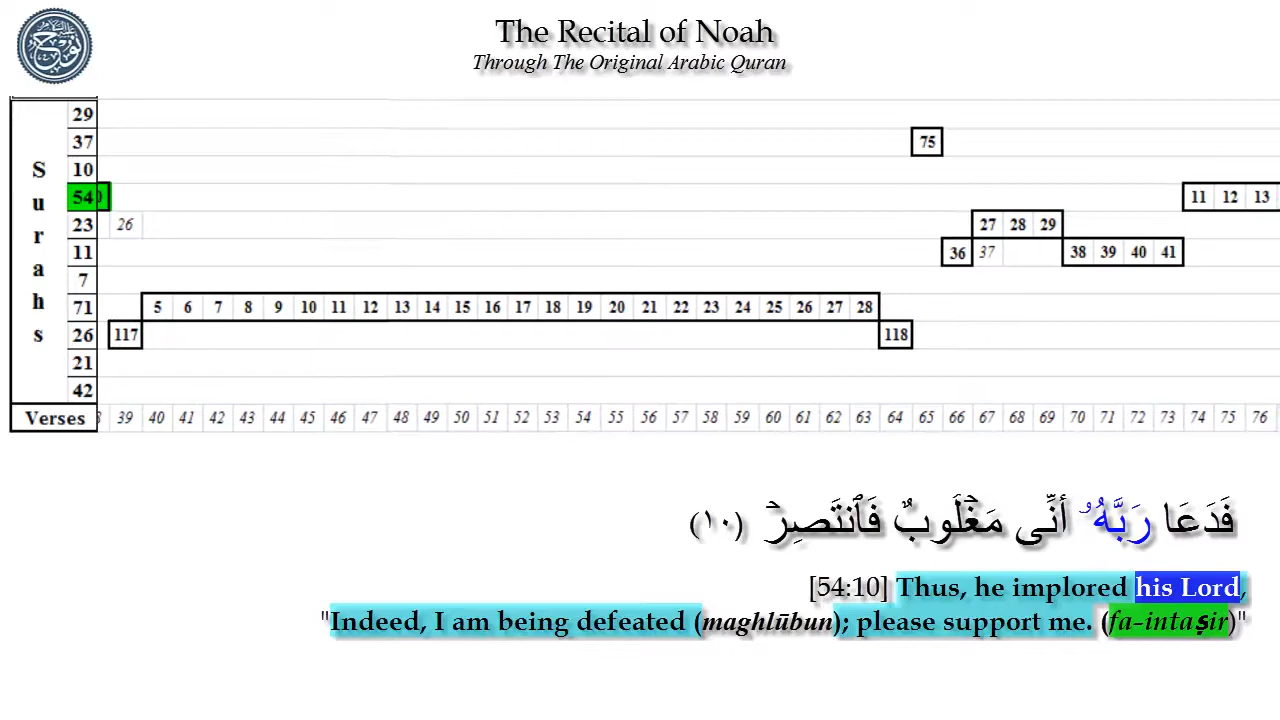 The Recital of Noah
Through The Original Arabic Quran
29
37 75
10
54 11 12 13
23 26 27 28 29
11 36 37 38 39 40 41
7
71 5 6 7 8 9 10 11 12 13 14 15 16 17 18 19 20 21 22 23 24 25 26 27 28
26 117 118
21
42
Surahs
Verses 39 40 41 42 43 44 45 46 47 48 49 50 51 52 53 54 55 56 57 58 59 60 61 62 63 64 65 66 67 68 69 70 71 72 73 74 75 76
فَدَعَا رَبَّهُۥ أَنِّى مَغْلُوبٌ فَٱنتَصِرْ (١٠)
[54:10] Thus, he implored his Lord,
"Indeed, I am being defeated (maghlūbun); please support me. (fa-intaṣir)"